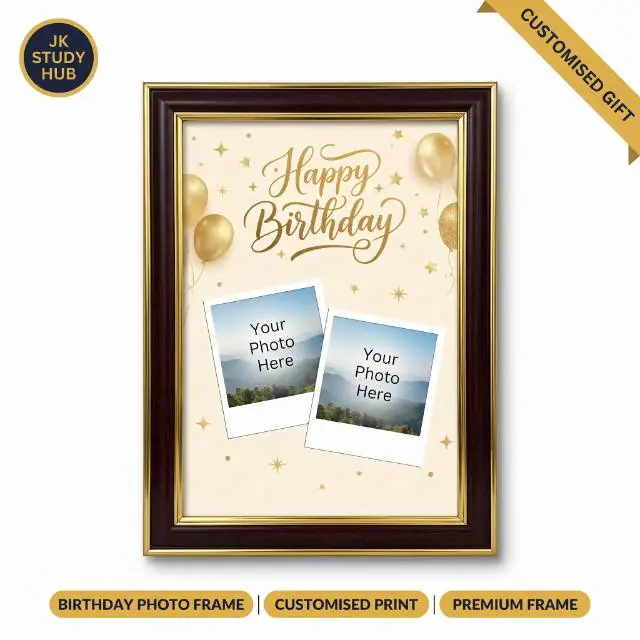 JK
STUDY
HUB
CUSTOMISED GIFT
Happy
Birthday
Your
Photo
Here
Your
Photo
Here
BIRTHDAY PHOTO FRAME | CUSTOMISED PRINT | PREMIUM FRAME